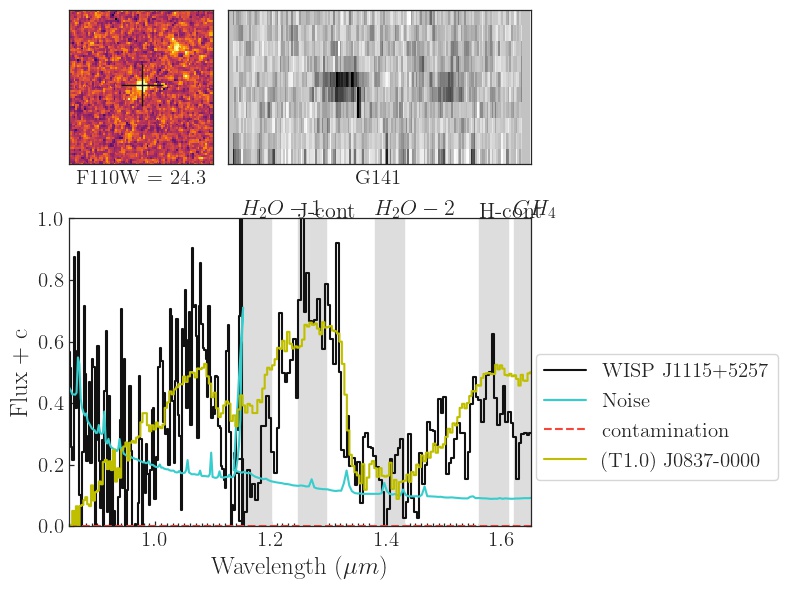 F110W = 24.3
G141
H₂O − 1
J-cont
H₂O − 2
H-cont
CH₄
1.0
0.8
0.6
0.4
0.2
0.0
Flux + c
1.0
1.2
1.4
1.6
Wavelength (μm)
WISP J1115+5257
Noise
contamination
(T1.0) J0837-0000